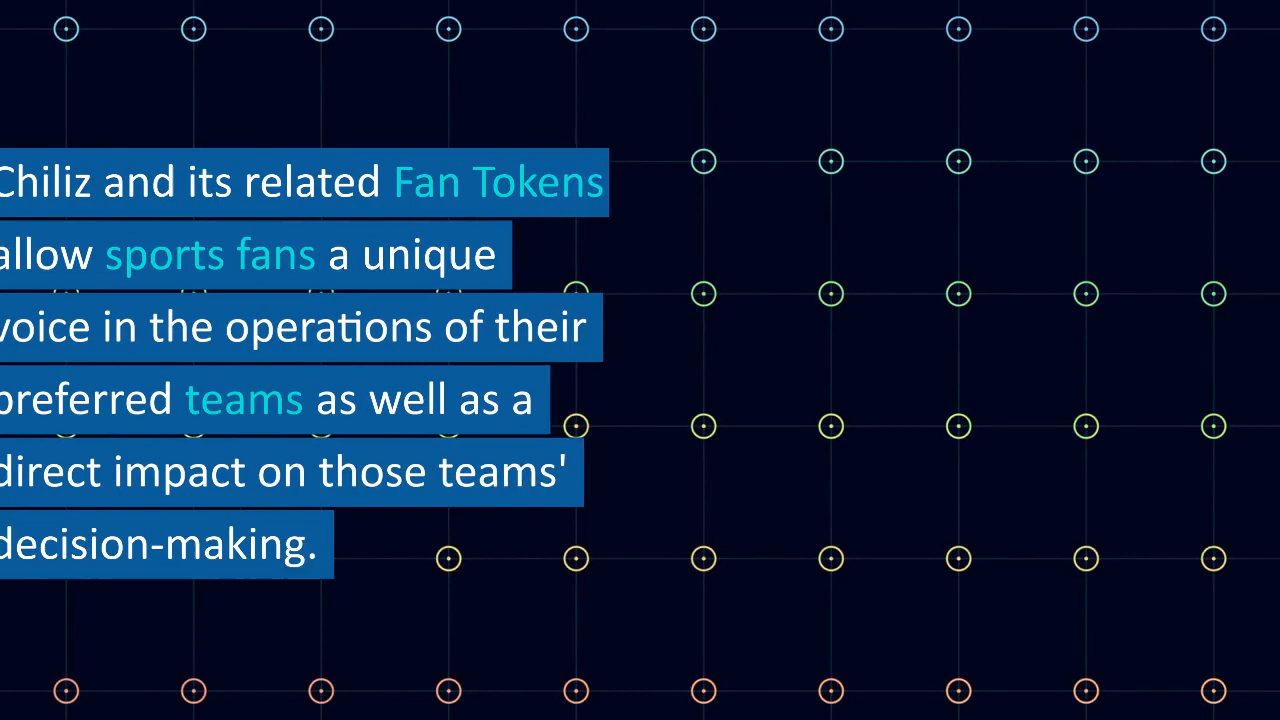 Chiliz and its related Fan Tokens
allow sports fans a unique
voice in the operations of their
preferred teams as well as a
direct impact on those teams'
decision-making.